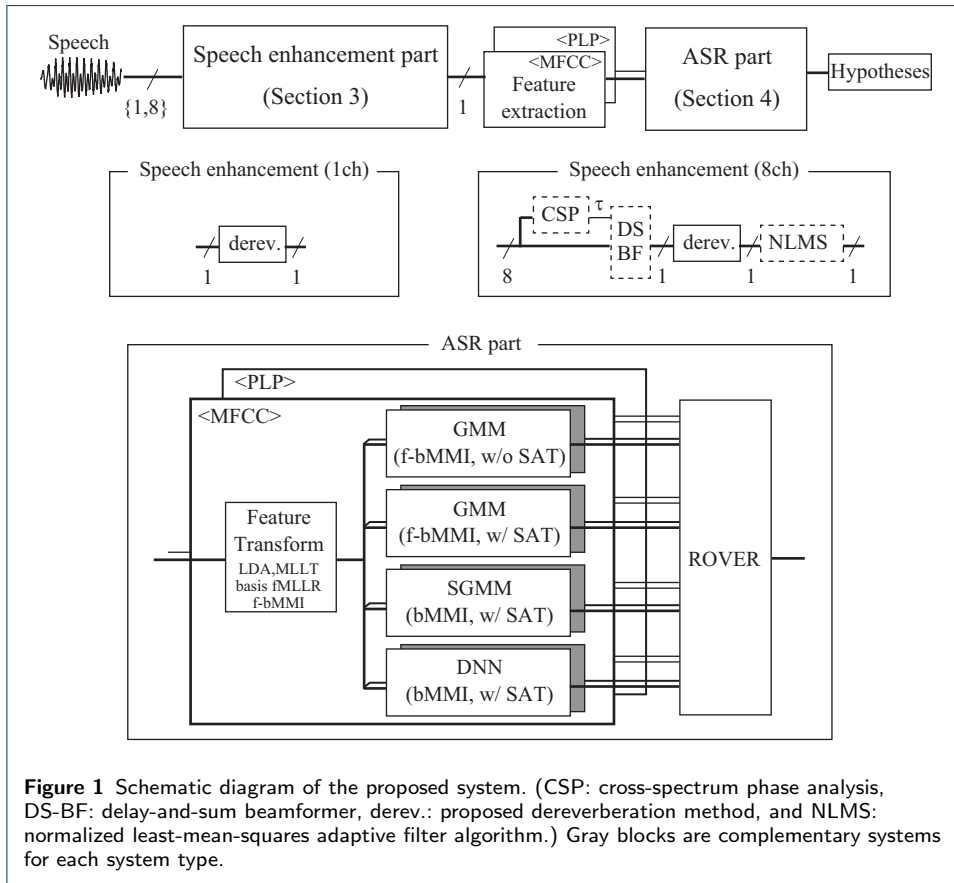 Speech
{1,8}
Speech enhancement part
(Section 3)
1
<PLP>
<MFCC>
Feature
extraction
ASR part
(Section 4)
Hypotheses
Speech enhancement (1ch)
1
derev.
1
Speech enhancement (8ch)
8
CSP
τ
DS
BF
1
derev.
1
NLMS
1
ASR part
<PLP>
<MFCC>
Feature
Transform
LDA,MLLT
basis fMLLR
f-bMMI
GMM
(f-bMMI, w/o SAT)
GMM
(f-bMMI, w/ SAT)
SGMM
(bMMI, w/ SAT)
DNN
(bMMI, w/ SAT)
ROVER
Figure 1 Schematic diagram of the proposed system. (CSP: cross-spectrum phase analysis,
DS-BF: delay-and-sum beamformer, derev.: proposed dereverberation method, and NLMS:
normalized least-mean-squares adaptive filter algorithm.) Gray blocks are complementary systems
for each system type.